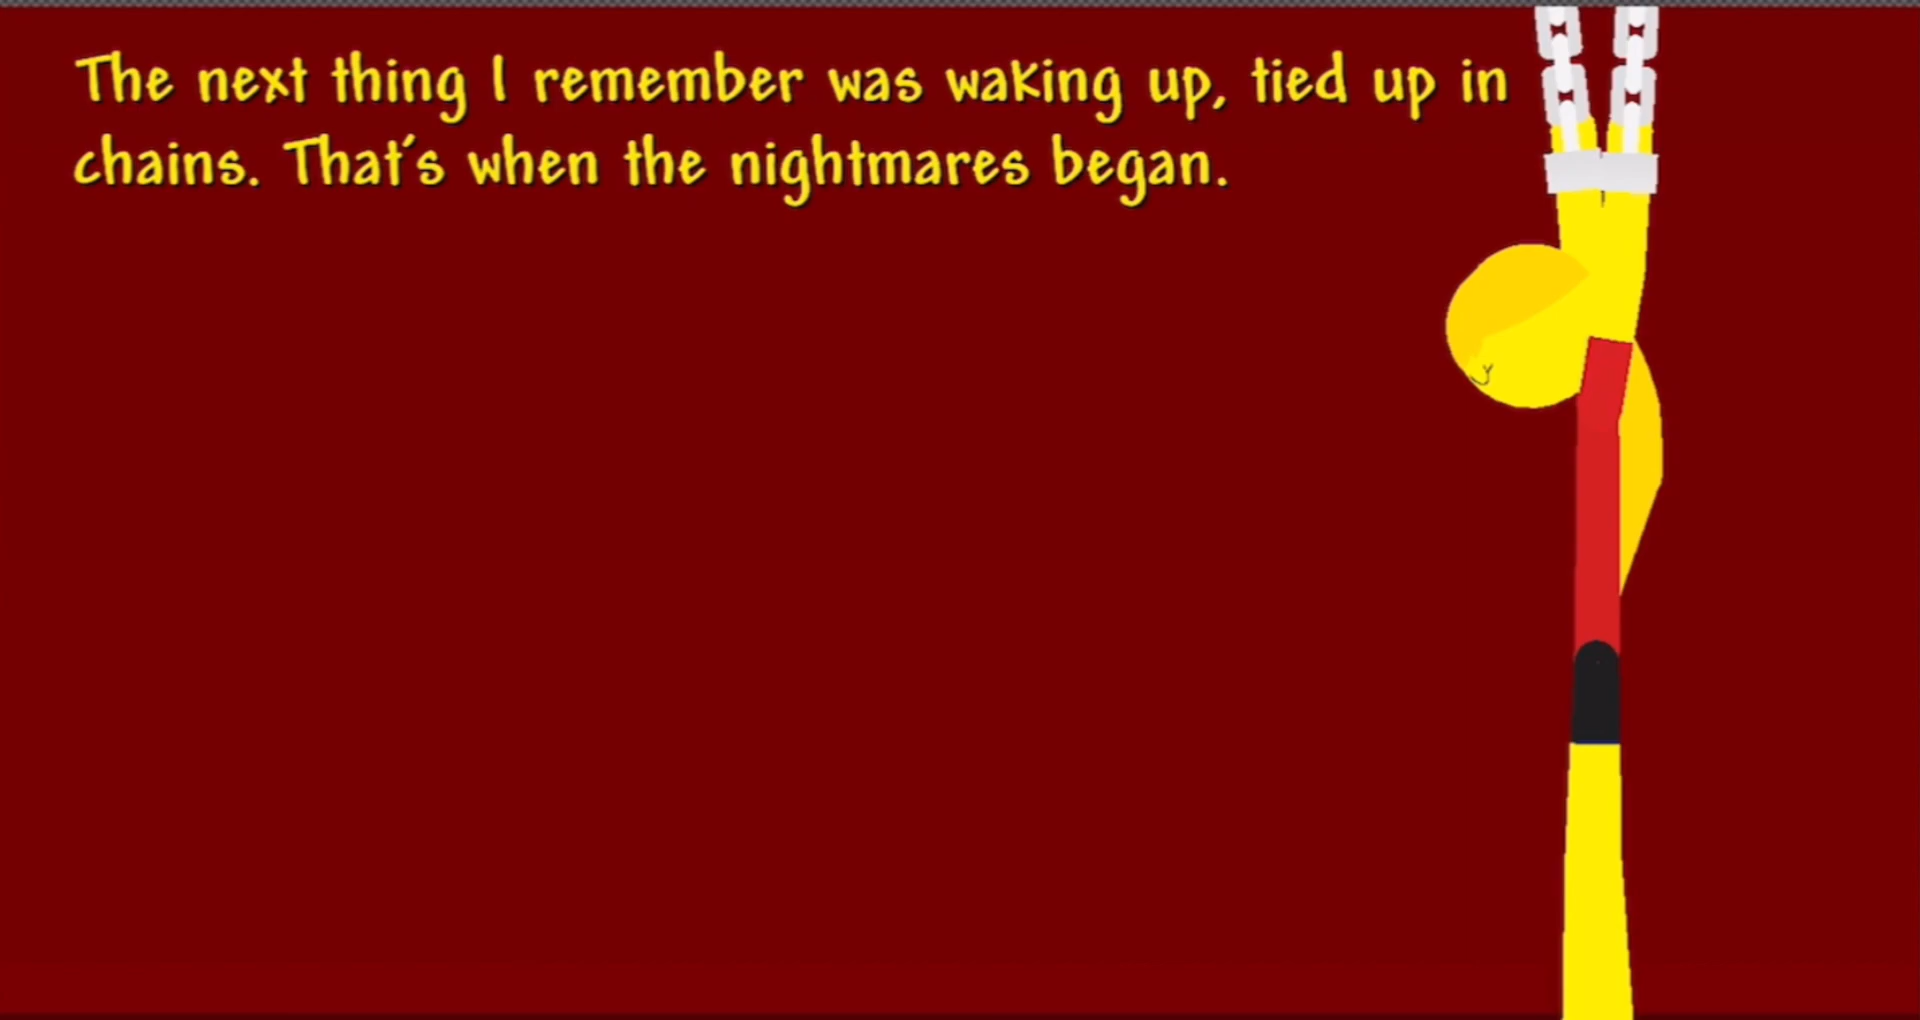 The next thing I remember was waking up, tied up in
chains. That's when the nightmares began.